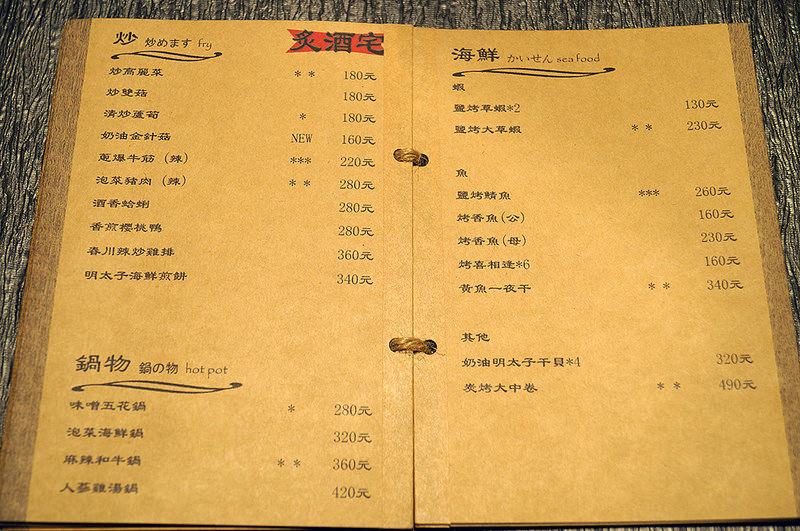 炒 炒めます fry
炙酒宅
炒高麗菜 ** 180元
炒雙菇 180元
清炒蘆筍 * 180元
奶油金針菇 NEW 160元
蔥爆牛筋(辣) *** 220元
泡菜豬肉(辣) ** 280元
酒香蛤蜊 280元
香煎櫻桃鴨 280元
春川辣炒雞排 360元
明太子海鮮煎餅 340元
鍋物 鍋の物 hot pot
味噌五花鍋 * 280元
泡菜海鮮鍋 320元
麻辣和牛鍋 ** 360元
人蔘雞湯鍋 420元
海鮮 かいせん sea food
蝦
鹽烤草蝦*2 130元
鹽烤大草蝦 ** 230元
魚
鹽烤鯖魚 *** 260元
烤香魚(公) 160元
烤香魚(母) 230元
烤喜相逢*6 160元
黃魚一夜干 ** 340元
其他
奶油明太子干貝*4 320元
炭烤大中卷 ** 490元